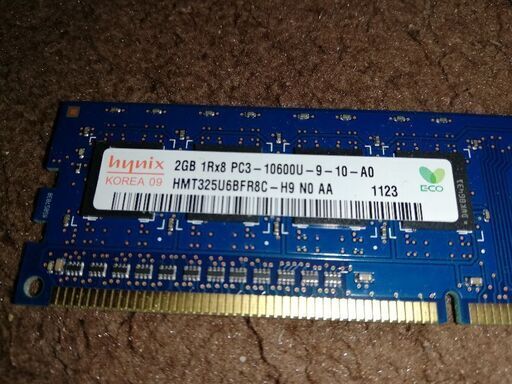 hynix
KOREA 09
2GB 1Rx8 PC3-10600U-9-10-A0
HMT325U6BFR8C-H9 N0 AA 1123
ECO